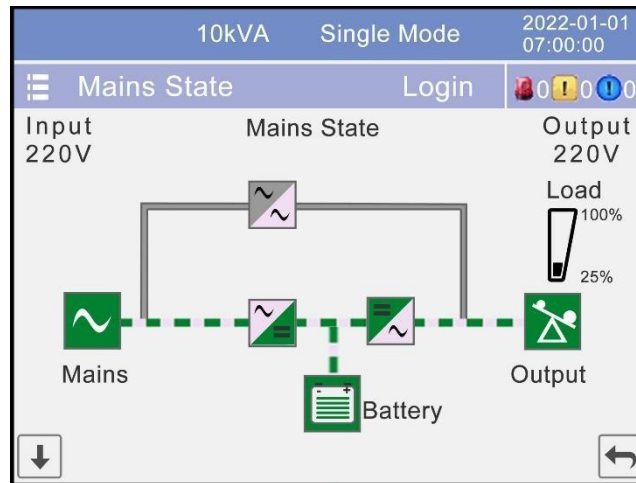 10kVA Single Mode 2022-01-01
07:00:00
Mains State Login 0 ! 0 ! 0
Input Mains State Output
220V 220V
Load
100%
25%
Mains Output
- +
Battery